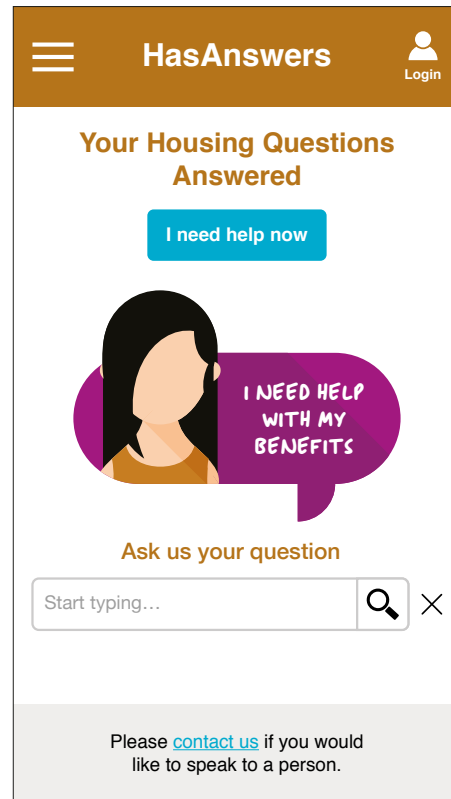 HasAnswers
Login
Your Housing Questions
Answered
I need help now
I NEED HELP
WITH MY
BENEFITS
Ask us your question
Start typing...
Please contact us if you would
like to speak to a person.